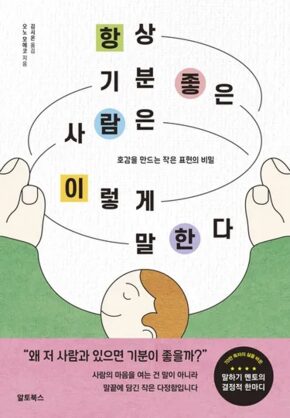 항상
기분 좋은
사람은
이렇게
말한다
호감을 만드는 작은 표현의 비밀
오노 모에코 지음
김지온 옮김
“왜 저 사람과 있으면 기분이 좋을까?”
사람의 마음을 여는 건 말이 아니라
말끝에 담긴 작은 다정함입니다
말하기 멘토의
결정적 한마디
알토북스